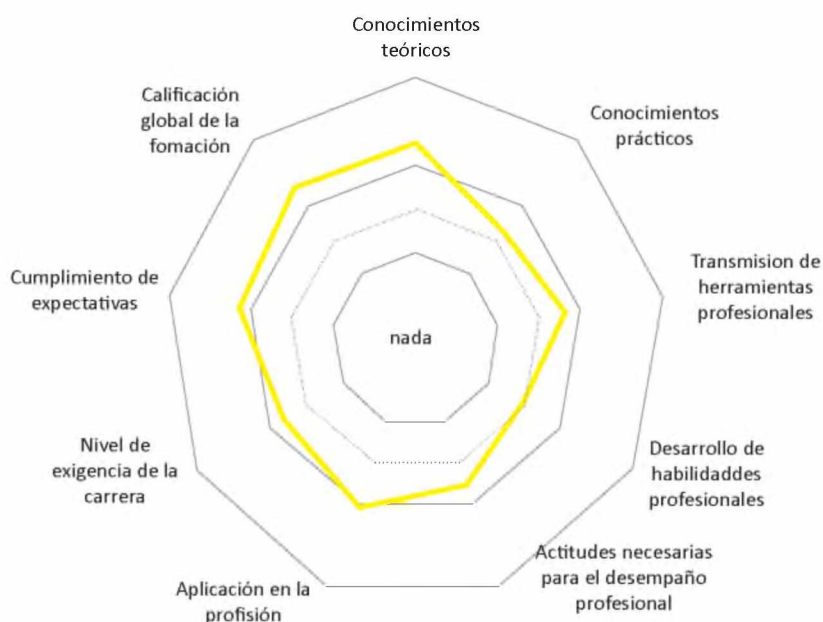 Conocimientos
teóricos
Conocimientos
prácticos
Transmision de
herramientas
profesionales
Desarrollo de
habilidaddes
profesionales
Actitudes necesarias
para el desempaño
profesional
Aplicación en la
profisión
Nivel de
exigencia de la
carrera
Cumplimiento de
expectativas
Calificación
global de la
fomación
nada